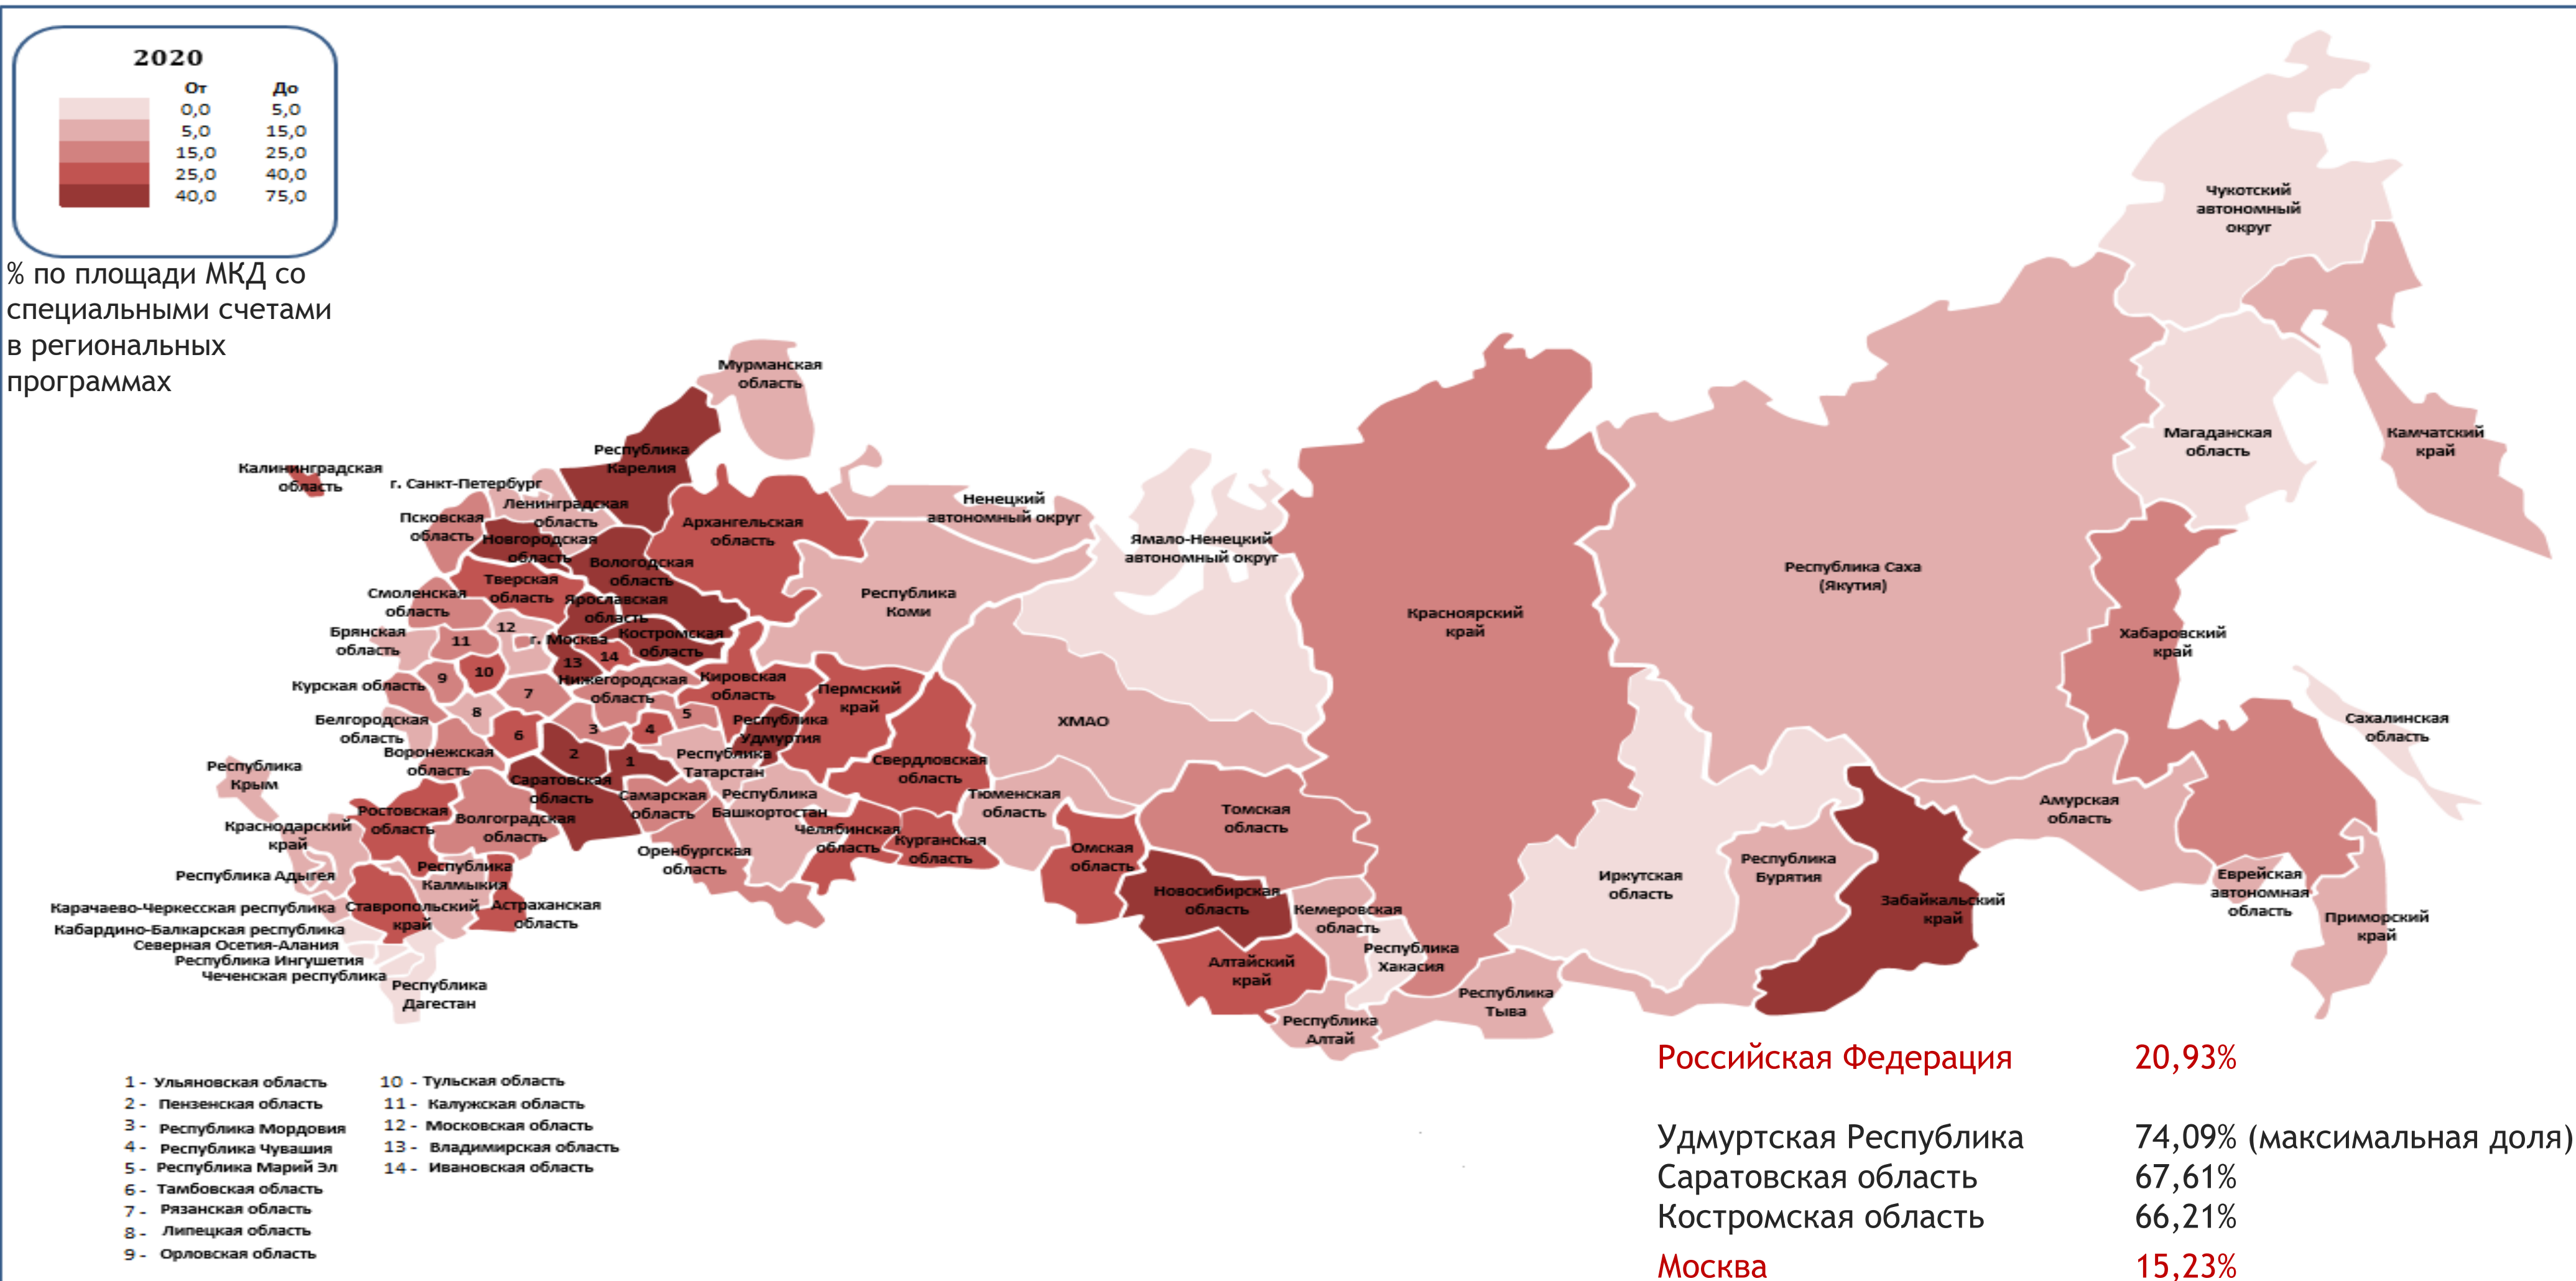 2020
От До
0,0 5,0
5,0 15,0
15,0 25,0
25,0 40,0
40,0 75,0
% по площади МКД со
специальными счетами
в региональных
программах
Чукотский
автономный
округ
Мурманская
область
Республика
Карелия
Калининградская
область
г. Санкт-Петербург
Ленинградская
область
Псковская
область
Новгородская
область
Архангельская
область
Ненецкий
автономный округ
Ямало-Ненецкий
автономный округ
Магаданская
область
Камчатский
край
Вологодская
область
Тверская
область
Ярославская
область
Смоленская
область
Республика
Коми
Красноярский
край
Республика Саха
(Якутия)
Хабаровский
край
Брянская
область
11
12
г. Москва
Костромская
область
13
14
10
9
7
Курская область
Нижегородская
область
Кировская
область
Пермский
край
8
5
Белгородская
область
6
3
4
Республика
Удмуртия
ХМАО
Сахалинская
область
Воронежская
область
2
1
Республика
Татарстан
Свердловская
область
Республика
Крым
Саратовская
область
Самарская
область
Республика
Башкортостан
Тюменская
область
Томская
область
Амурская
область
Краснодарский
край
Ростовская
область
Волгоградская
область
Челябинская
область
Курганская
область
Омская
область
Оренбургская
область
Республика Адыгея
Республика
Калмыкия
Новосибирская
область
Кемеровская
область
Иркутская
область
Республика
Бурятия
Забайкальский
край
Еврейская
автономная
область
Приморский
край
Карачаево-Черкесская республика
Ставропольский
край
Астраханская
область
Кабардино-Балкарская республика
Северная Осетия-Алания
Республика Ингушетия
Чеченская республика
Республика
Дагестан
Алтайский
край
Республика
Хакасия
Республика
Тыва
Республика
Алтай
1 - Ульяновская область
2 - Пензенская область
3 - Республика Мордовия
4 - Республика Чувашия
5 - Республика Марий Эл
6 - Тамбовская область
7 - Рязанская область
8 - Липецкая область
9 - Орловская область
10 - Тульская область
11 - Калужская область
12 - Московская область
13 - Владимирская область
14 - Ивановская область
Российская Федерация 20,93%
Удмуртская Республика 74,09% (максимальная доля)
Саратовская область 67,61%
Костромская область 66,21%
Москва 15,23%